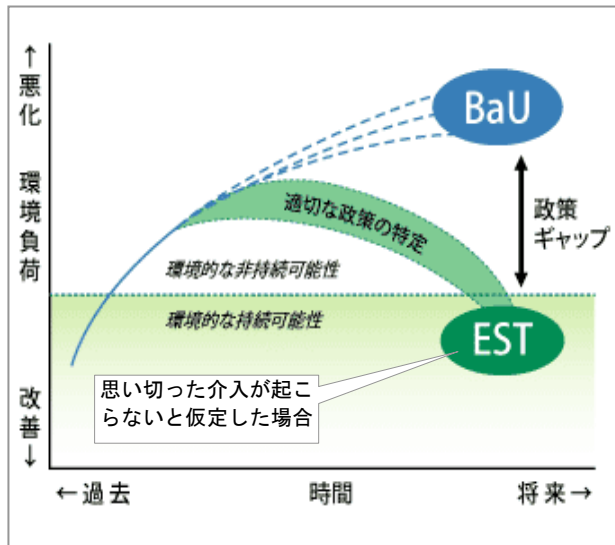 ↑悪化
環境負荷
改善↓
BaU
適切な政策の特定
政策
ギャップ
環境的な非持続可能性
環境的な持続可能性
EST
思い切った介入が起こ
らないと仮定した場合
←過去
時間
将来→